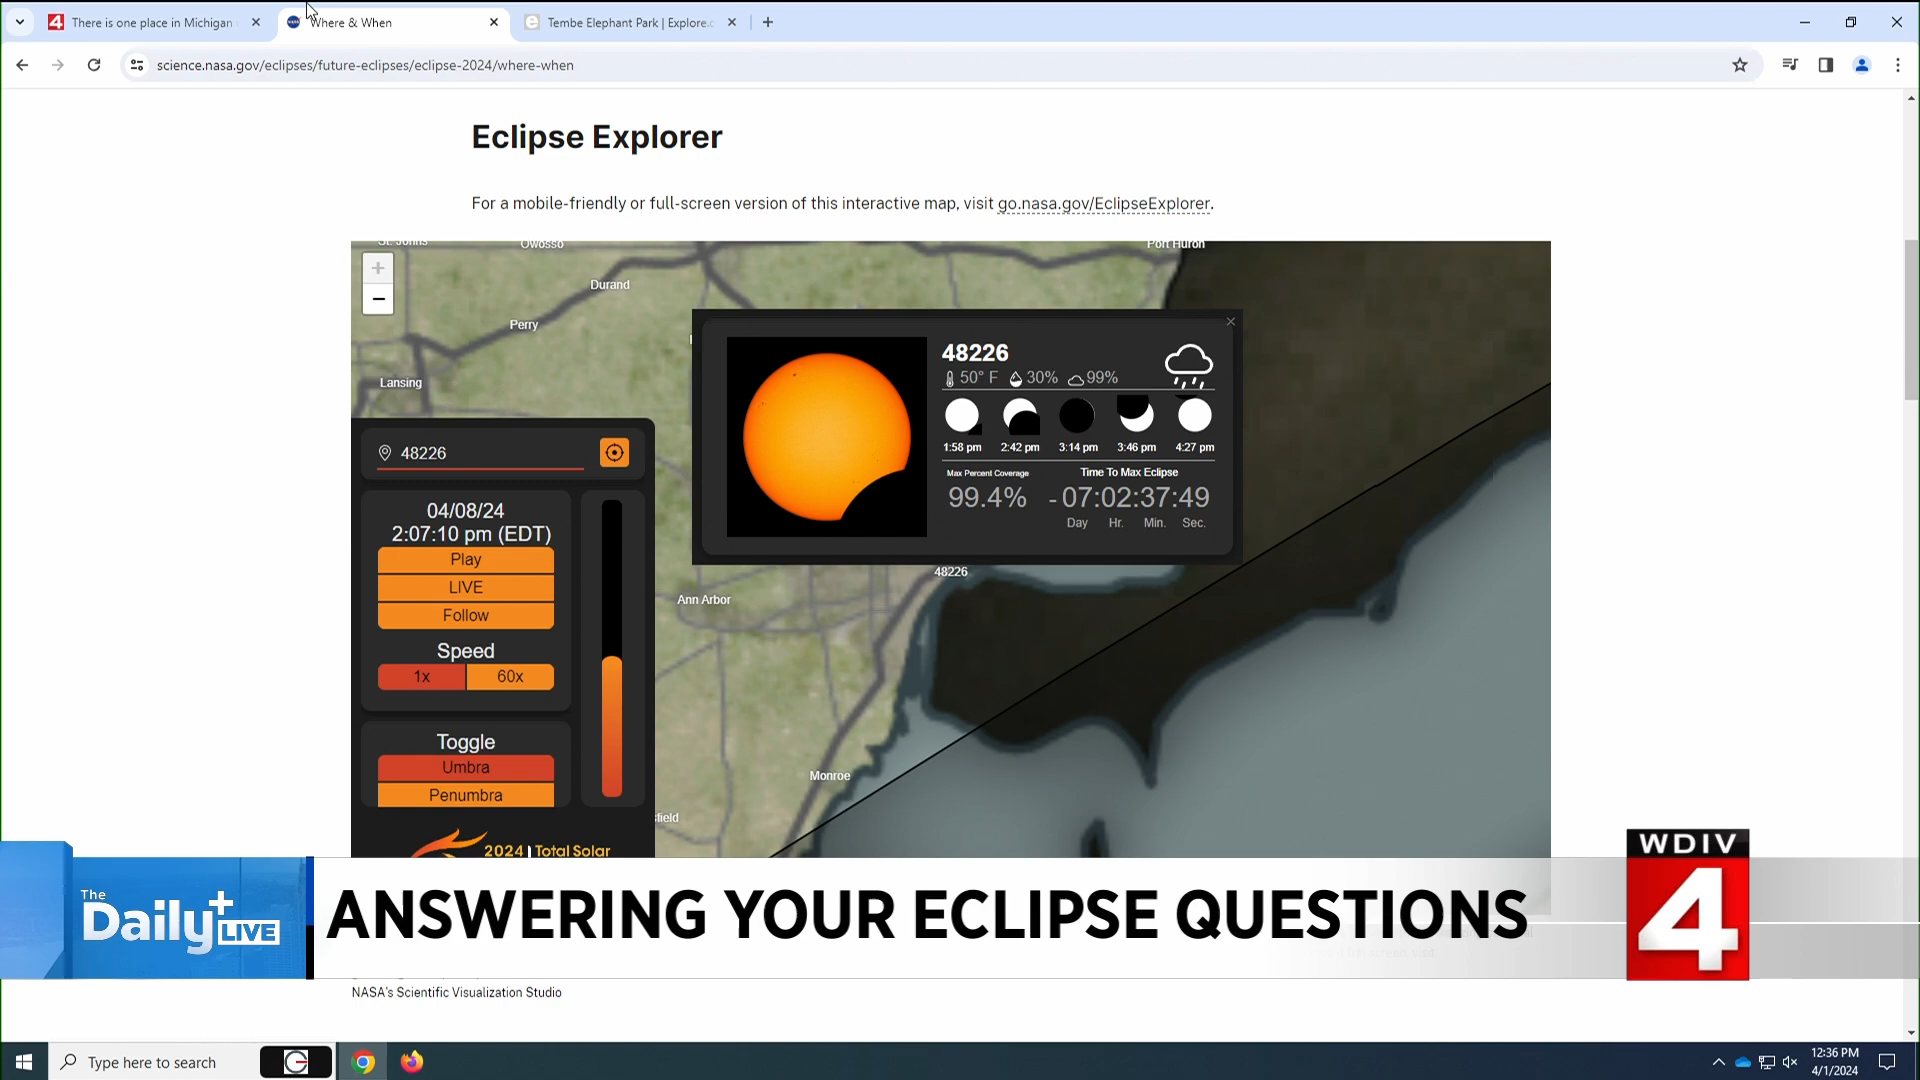 There is one place in Michigan
Where & When
Tembe Elephant Park | Explore.
science.nasa.gov/eclipses/future-eclipses/eclipse-2024/where-when
Eclipse Explorer
For a mobile-friendly or full-screen version of this interactive map, visit go.nasa.gov/EclipseExplorer.
St. Johns
Owosso
Port Huron
+
−
Durand
Perry
Lansing
48226
50° F 30% 99%
1:58 pm 2:42 pm 3:14 pm 3:46 pm 4:27 pm
Max Percent Coverage
99.4%
Time To Max Eclipse
- 07:02:37:49
Day Hr. Min. Sec.
48226
Ann Arbor
Monroe
sfield
48226
04/08/24
2:07:10 pm (EDT)
Play
LIVE
Follow
Speed
1x 60x
Toggle
Umbra
Penumbra
2024 | Total Solar
The
Daily+
LIVE
ANSWERING YOUR ECLIPSE QUESTIONS
WDIV
4
NASA's Scientific Visualization Studio
Type here to search
12:36 PM
4/1/2024